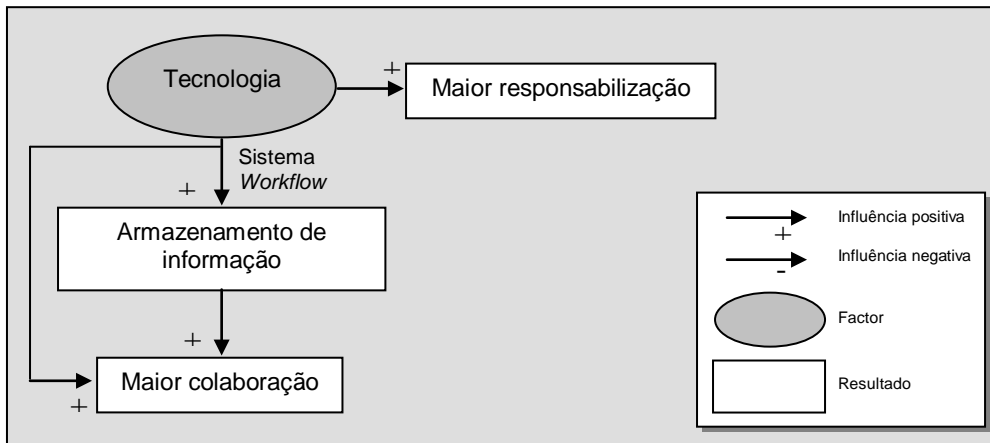 Tecnologia
+
Maior responsabilização
Sistema
Workflow
+
Armazenamento de
informação
+
Maior colaboração
+
Influência positiva
+
Influência negativa
-
Factor
Resultado